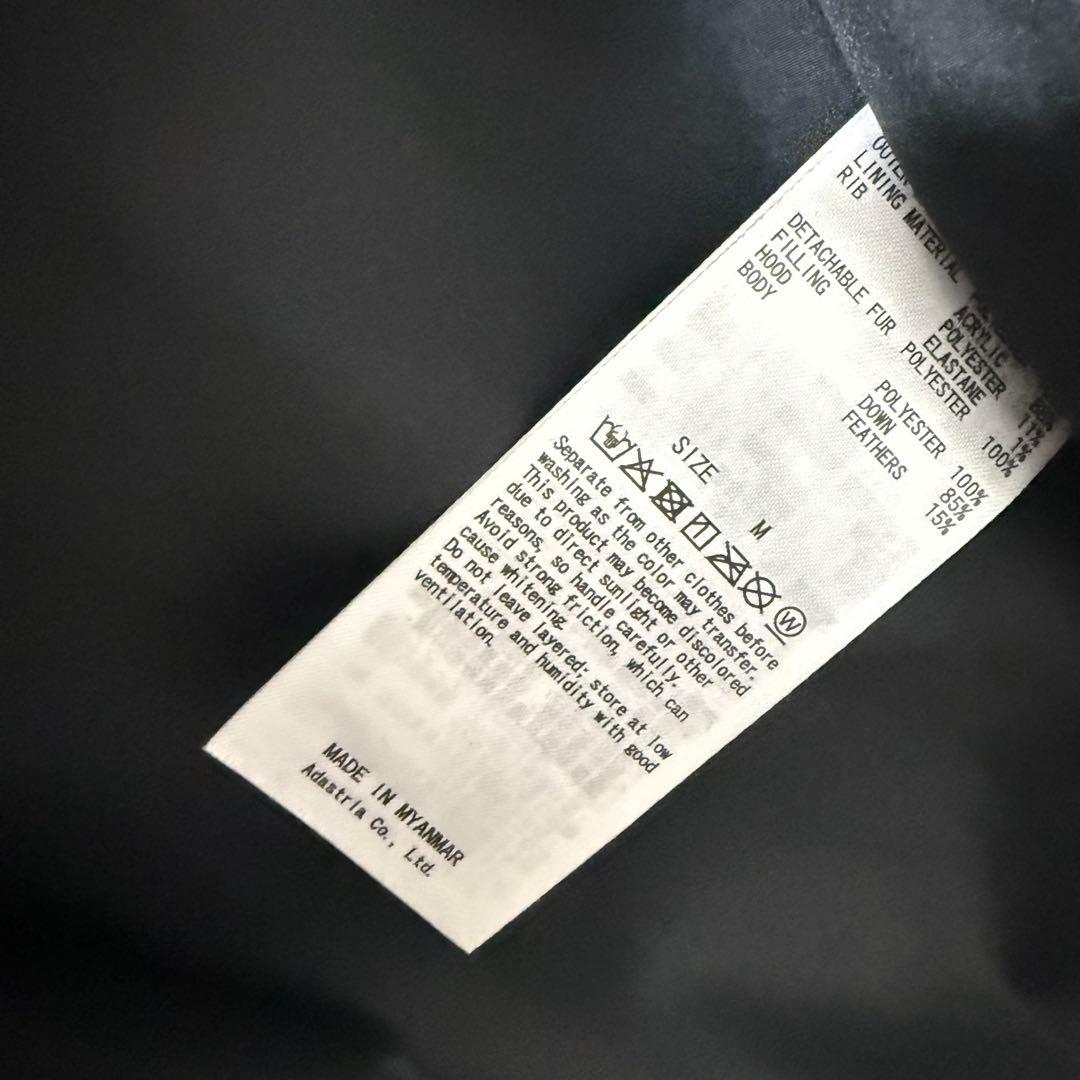 LINING MATERIAL
RIB ACRYLIC
POLYESTER 11%
ELASTANE 1%
DETACHABLE FUR POLYESTER 100%
FILLING
HOOD POLYESTER 100%
BODY DOWN 85%
FEATHERS 15%
SIZE M
W
Separate from other clothes before
washing as the color may transfer.
This product may become discolored
due to direct sunlight or other
reasons, so handle carefully.
Avoid strong friction, which can
cause whitening.
Do not leave layered; store at low
temperature and humidity with good
ventilation.
MADE IN MYANMAR
Adastria Co., Ltd.